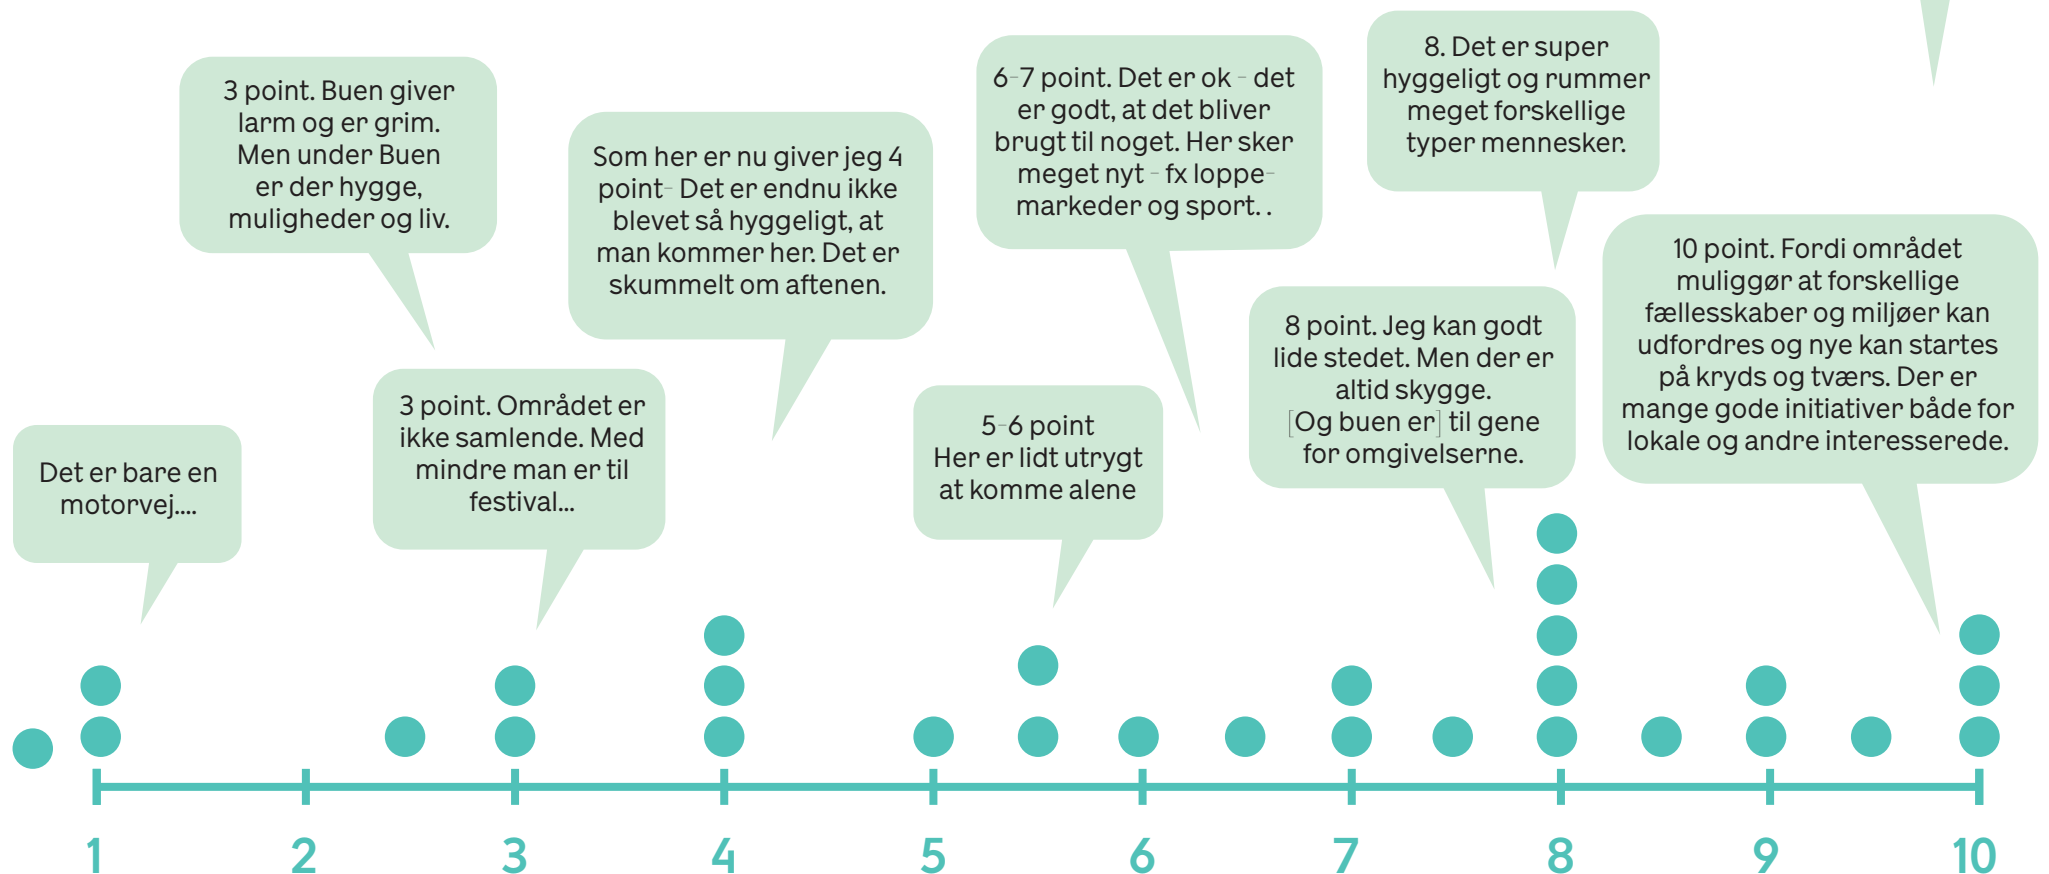 3 point. Buen giver
larm og er grim.
Men under Buen
er der hygge,
muligheder og liv.
Som her er nu giver jeg 4
point- Det er endnu ikke
blevet så hyggeligt, at
man kommer her. Det er
skummelt om aftenen.
6-7 point. Det er ok - det
er godt, at det bliver
brugt til noget. Her sker
meget nyt - fx loppe-
markeder og sport. .
8. Det er super
hyggeligt og rummer
meget forskellige
typer mennesker.
10 point. Fordi området
muliggør at forskellige
fællesskaber og miljøer kan
udfordres og nye kan startes
på kryds og tværs. Der er
mange gode initiativer både for
lokale og andre interesserede.
8 point. Jeg kan godt
lide stedet. Men der er
altid skygge.
[Og buen er] til gene
for omgivelserne.
3 point. Området er
ikke samlende. Med
mindre man er til
festival...
5-6 point
Her er lidt utrygt
at komme alene
Det er bare en
motorvej....
1 2 3 4 5 6 7 8 9 10